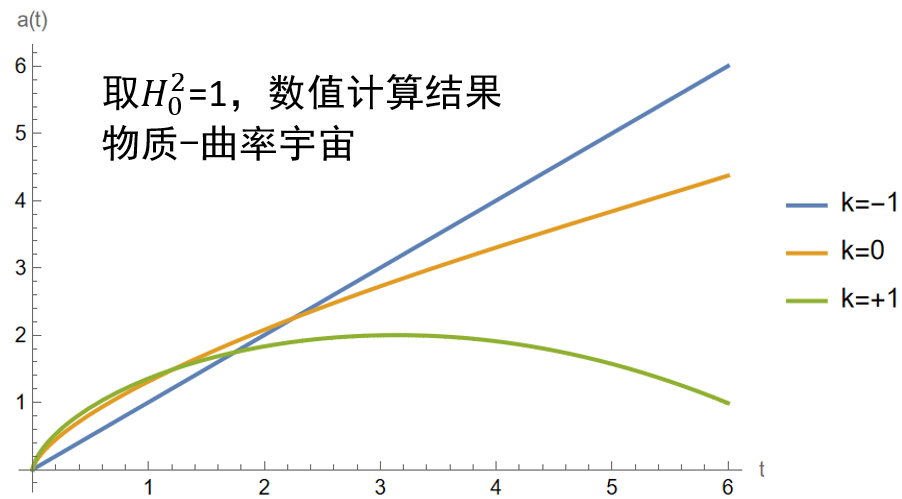 a(t)
6
5
4
3
2
1
取H₀²=1，数值计算结果
物质-曲率宇宙
k=−1
k=0
k=+1
1 2 3 4 5 6 t